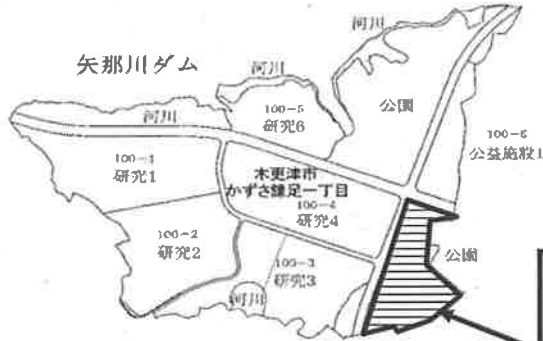 河川
矢那川ダム
河川
河川
100-5
研究6
公園
100-6
公益施設1
100-1
研究1
木更津市
かずさ鎌足一丁目
100-4
研究4
100-2
研究2
100-3
研究3
公園
河川